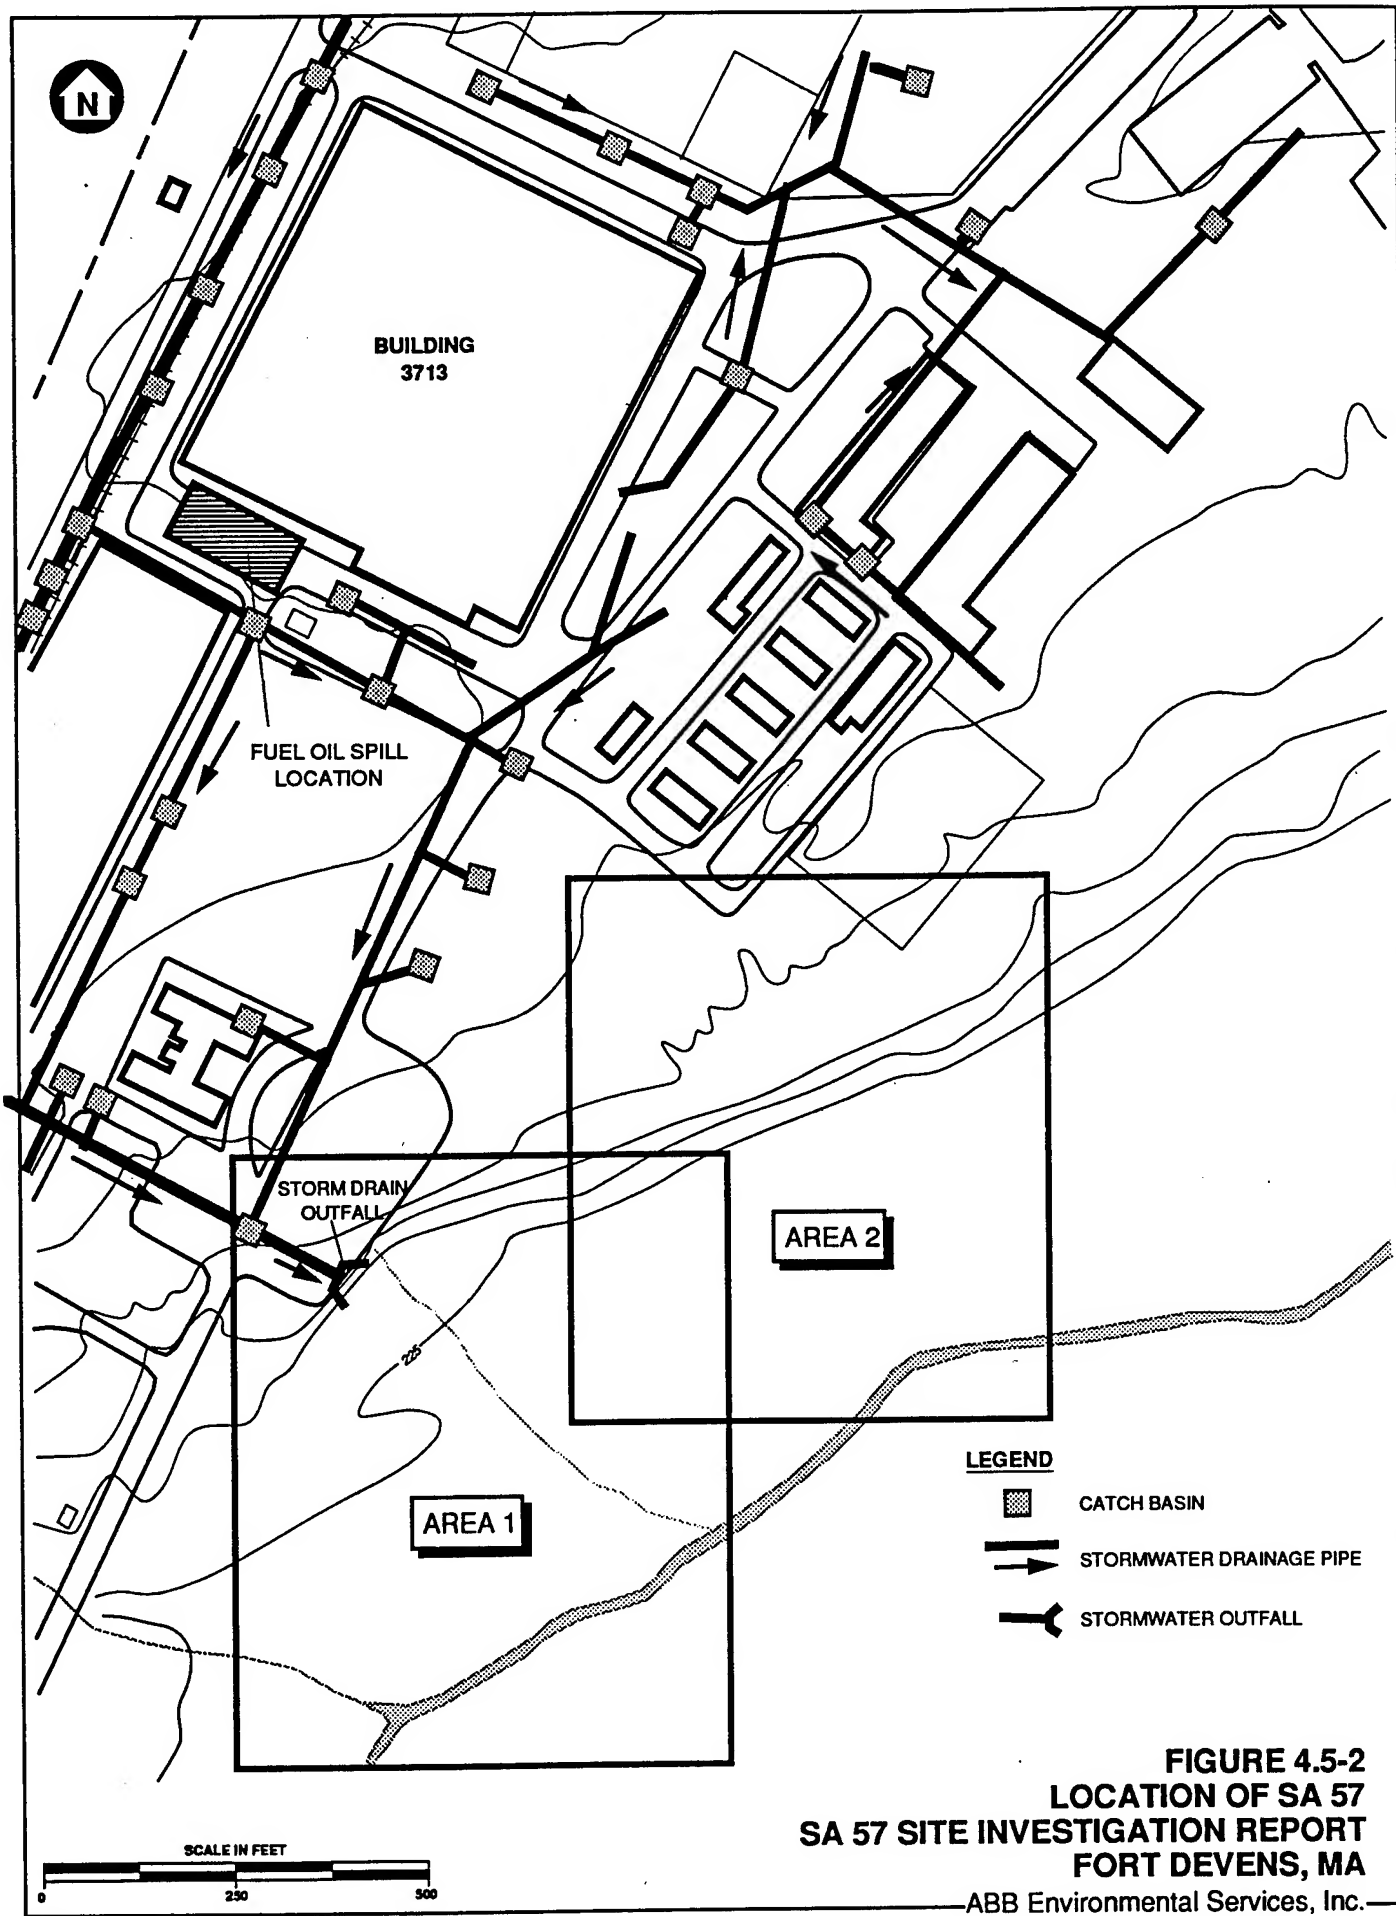 N
BUILDING
3713
FUEL OIL SPILL
LOCATION
STORM DRAIN
OUTFALL
AREA 2
225
AREA 1
LEGEND
CATCH BASIN
STORMWATER DRAINAGE PIPE
STORMWATER OUTFALL
FIGURE 4.5-2
LOCATION OF SA 57
SA 57 SITE INVESTIGATION REPORT
FORT DEVENS, MA
SCALE IN FEET
0 250 500
ABB Environmental Services, Inc.